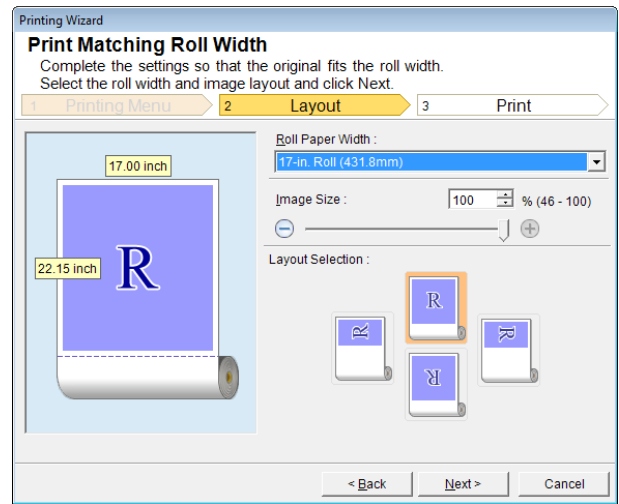 Printing Wizard
Print Matching Roll Width
Complete the settings so that the original fits the roll width.
Select the roll width and image layout and click Next.
1 Printing Menu
2 Layout
3 Print
17.00 inch
22.15 inch
R
Roll Paper Width :
17-in. Roll (431.8mm)
Image Size :
100 % (46 - 100)
Layout Selection :
R
R
R
R
< Back
Next >
Cancel